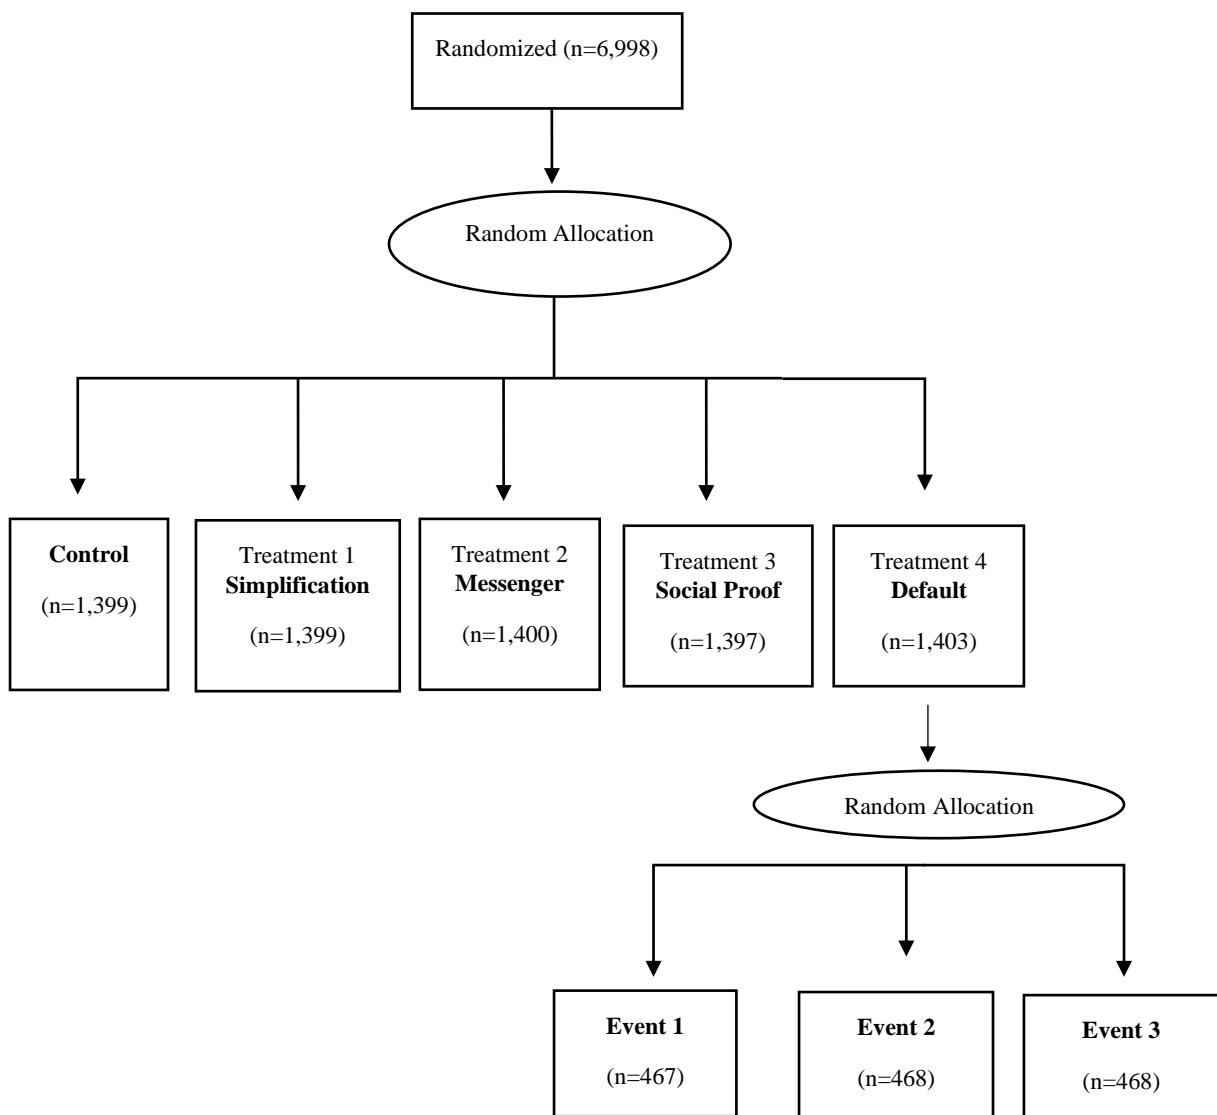 Randomized (n=6,998)
Random Allocation
Control
(n=1,399)
Treatment 1
Simplification
(n=1,399)
Treatment 2
Messenger
(n=1,400)
Treatment 3
Social Proof
(n=1,397)
Treatment 4
Default
(n=1,403)
Random Allocation
Event 1
(n=467)
Event 2
(n=468)
Event 3
(n=468)